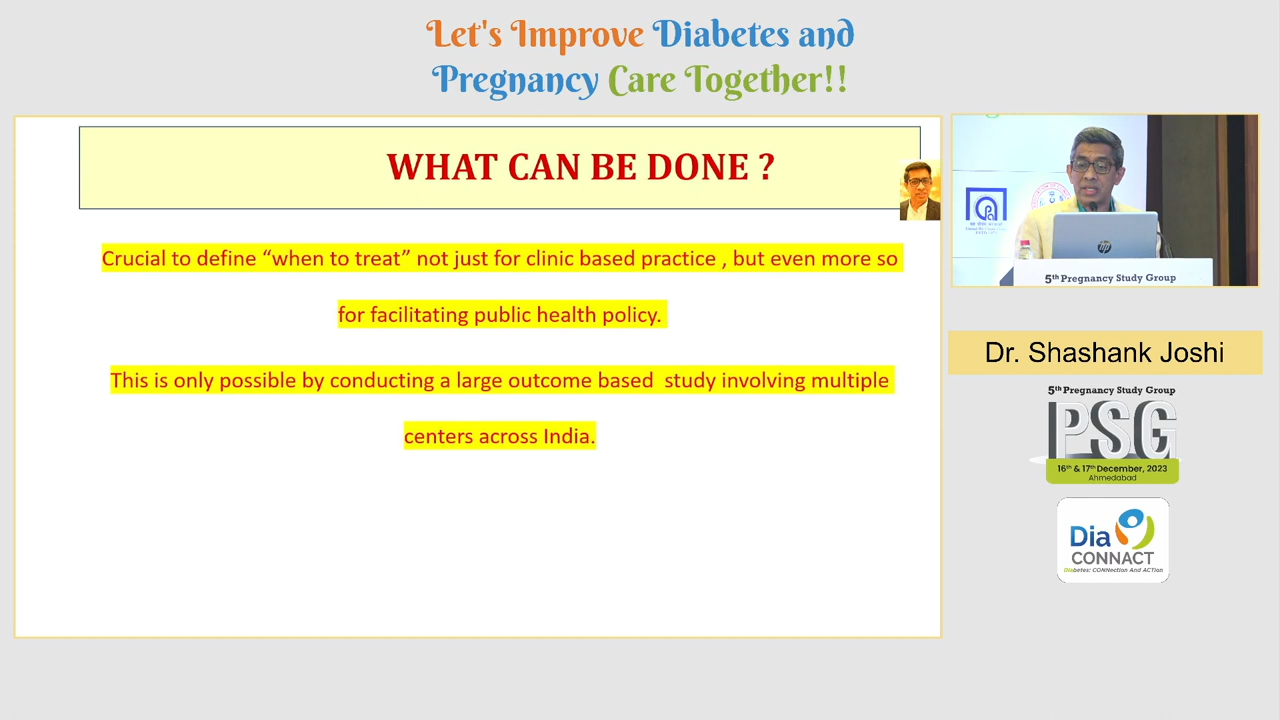 Let's Improve Diabetes and
Pregnancy Care Together!!
WHAT CAN BE DONE ?
Crucial to define “when to treat” not just for clinic based practice , but even more so
for facilitating public health policy.
This is only possible by conducting a large outcome based study involving multiple
centers across India.
hp
5th Pregnancy Study Group
Dr. Shashank Joshi
5th Pregnancy Study Group
PSG
16th & 17th December, 2023
Ahmedabad
Dia
CONNACT
Diabetes: CONNection And ACTion